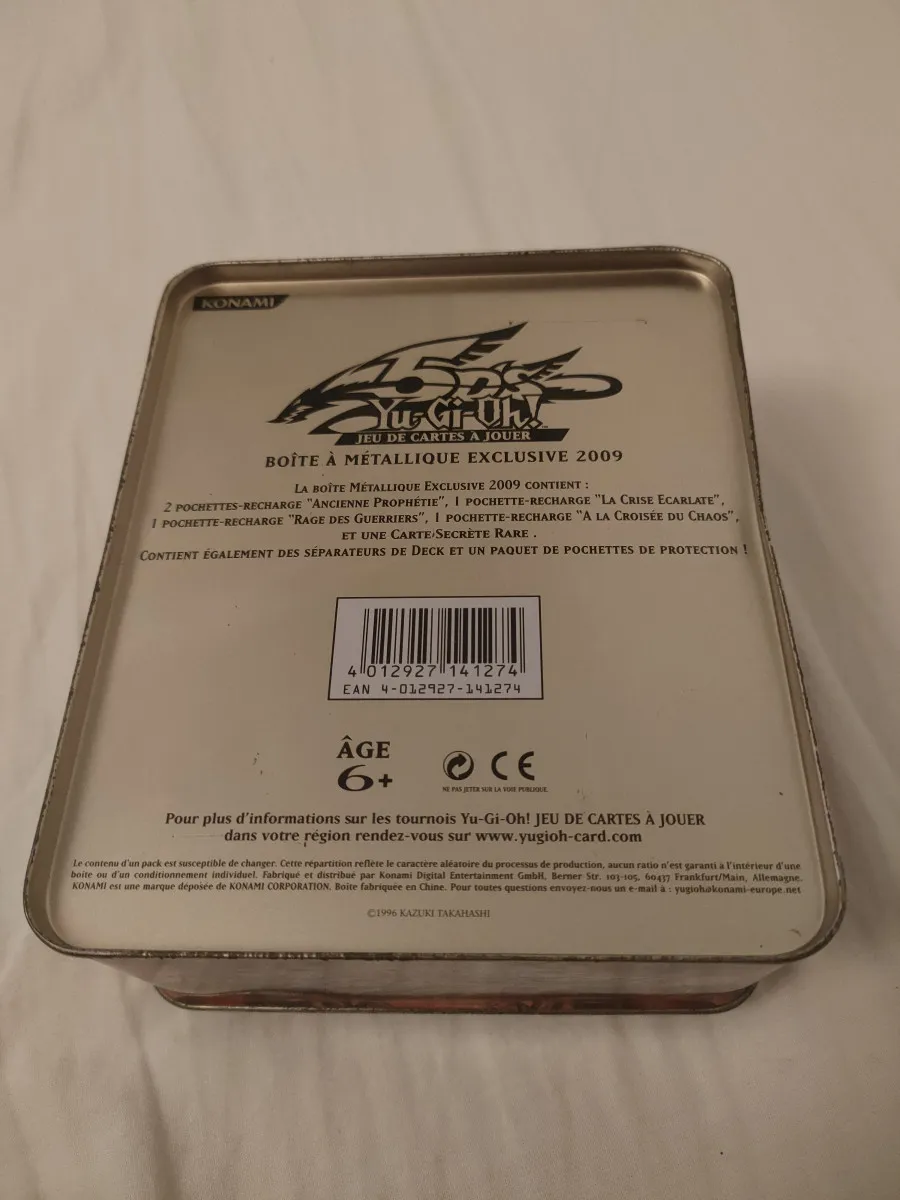 KONAMI
5D's
Yu-Gi-Oh!
JEU DE CARTES À JOUER
BOÎTE À MÉTALLIQUE EXCLUSIVE 2009
LA BOÎTE MÉTALLIQUE EXCLUSIVE 2009 CONTIENT :
2 POCHETTES-RECHARGE "ANCIENNE PROPHÉTIE", 1 POCHETTE-RECHARGE "LA CRISE ECARLATE",
1 POCHETTE-RECHARGE "RAGE DES GUERRIERS", 1 POCHETTE-RECHARGE "A LA CROISÉE DU CHAOS",
ET UNE CARTE SECRÈTE RARE .
CONTIENT ÉGALEMENT DES SÉPARATEURS DE DECK ET UN PAQUET DE POCHETTES DE PROTECTION !
4 012927 141274
EAN 4-012927-141274
ÂGE
6+
CE
NE PAS JETER SUR LA VOIE PUBLIQUE.
Pour plus d'informations sur les tournois Yu-Gi-Oh! JEU DE CARTES À JOUER
dans votre région rendez-vous sur www.yugioh-card.com
Le contenu d'un pack est susceptible de changer. Cette répartition reflète le caractère aléatoire du processus de production, aucun ratio n'est garanti à l'intérieur d'une
boîte ou d'un conditionnement individuel. Fabriqué et distribué par Konami Digital Entertainment GmbH, Berner Str. 103-105, 60437 Frankfurt/Main, Allemagne.
KONAMI est une marque déposée de KONAMI CORPORATION. Boîte fabriquée en Chine. Pour toutes questions envoyez-nous un e-mail à : yugioh@konami-europe.net
©1996 KAZUKI TAKAHASHI